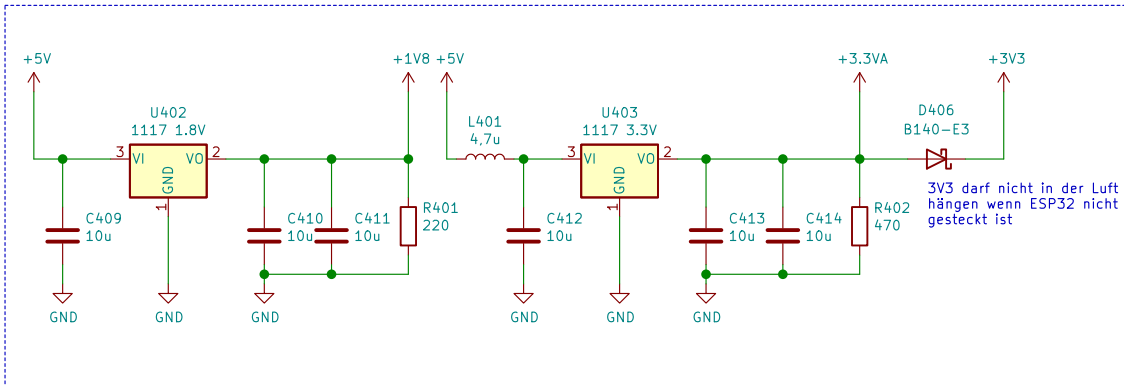 +5V
+1V8
+5V
+3.3VA
+3V3
U402
1117 1.8V
3
VI
VO
2
GND
1
L401
4,7u
U403
1117 3.3V
3
VI
VO
2
GND
1
D406
B140-E3
3V3 darf nicht in der Luft
hängen wenn ESP32 nicht
gesteckt ist
C409
10u
C410
10u
C411
10u
R401
220
C412
10u
C413
10u
C414
10u
R402
470
GND
GND
GND
GND
GND
GND